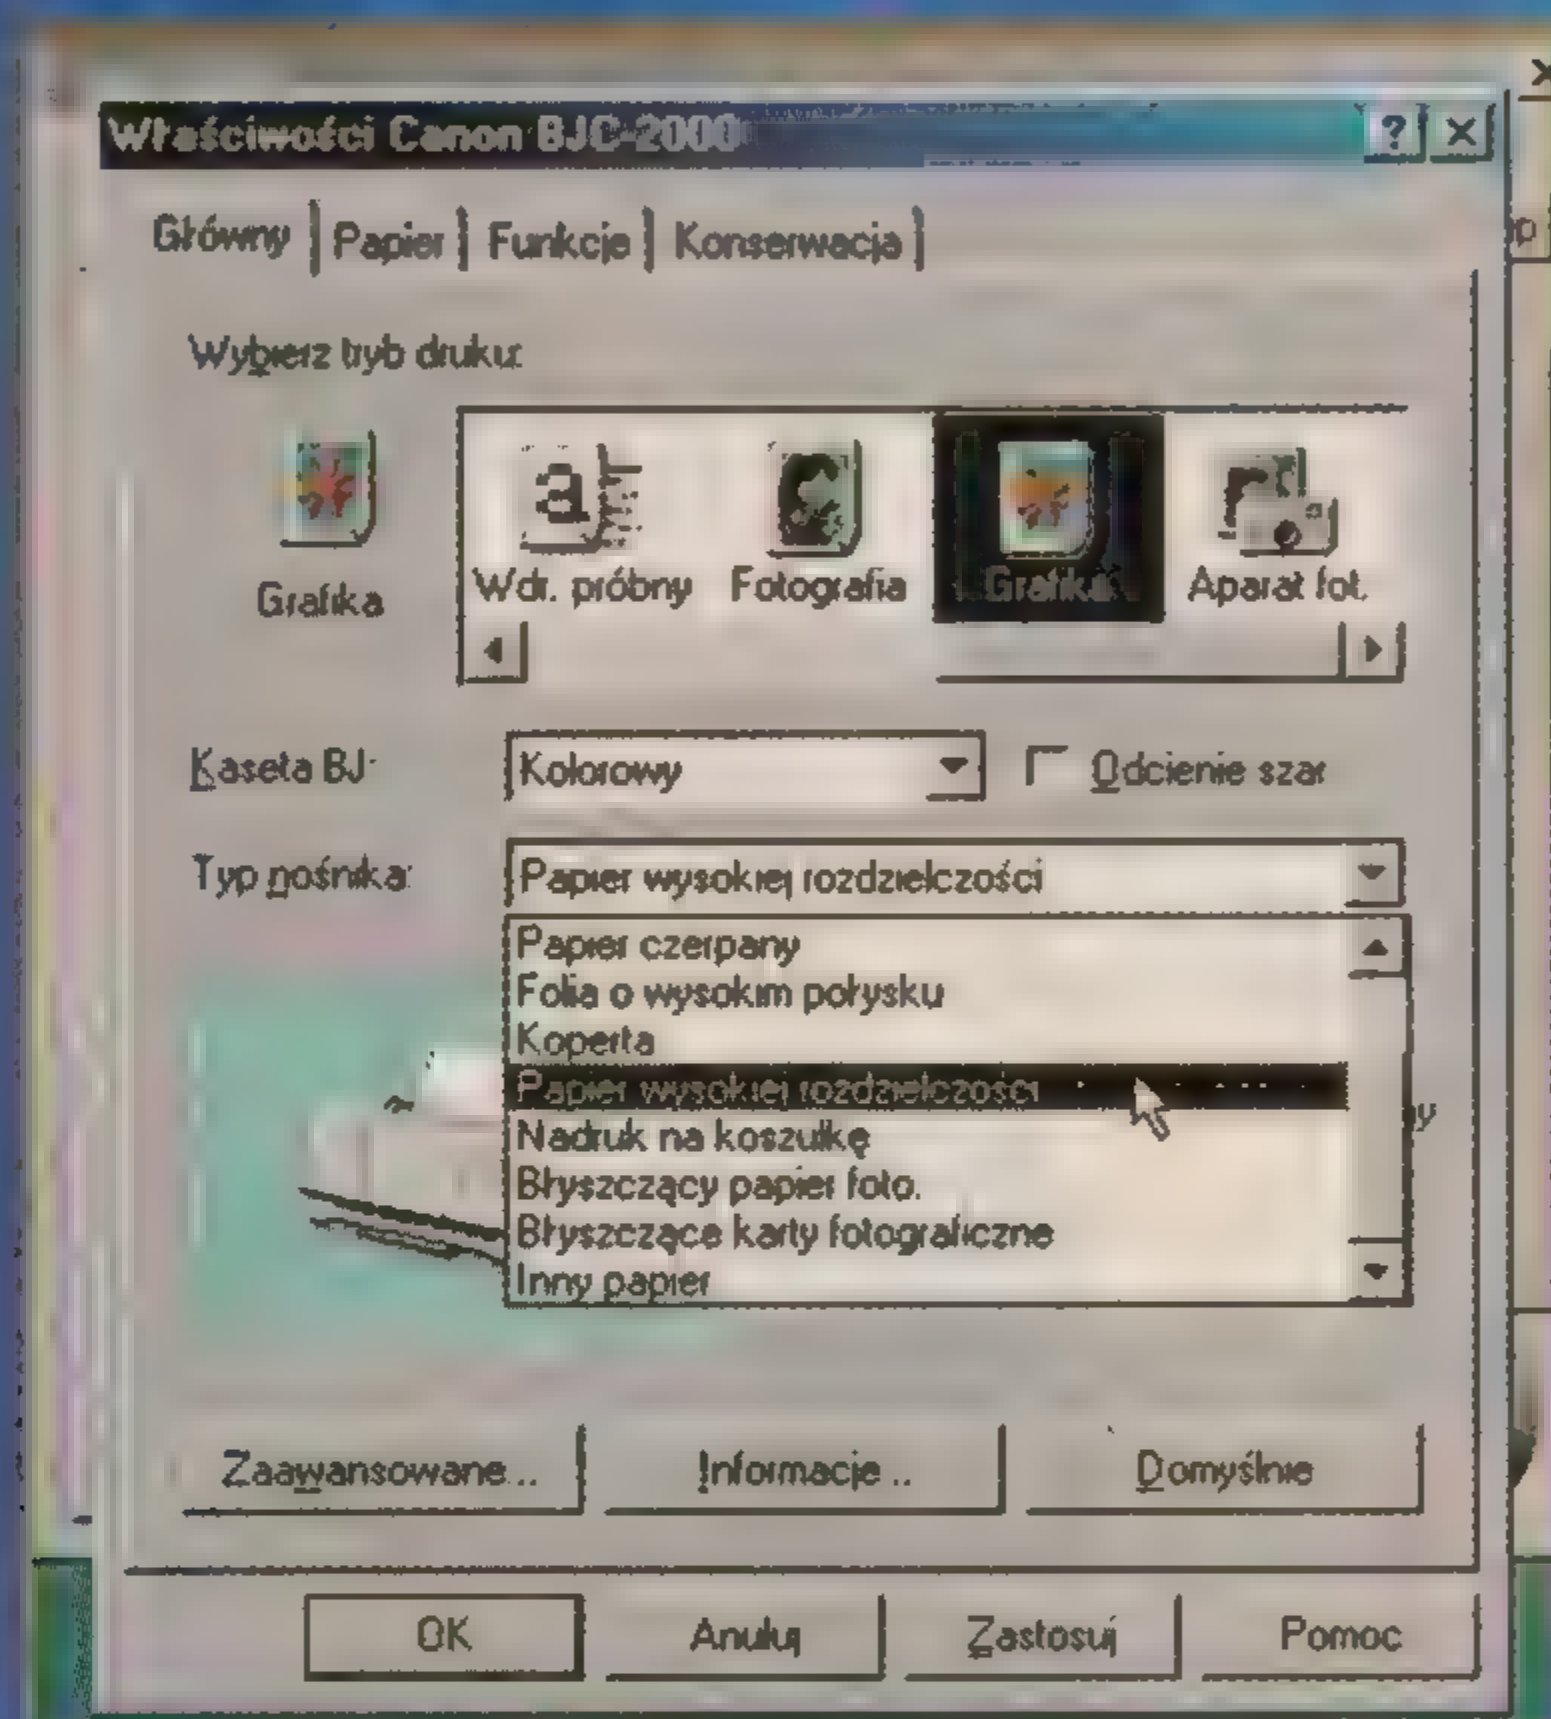 Właściwości Canon BJC-2000
Główny Papier Funkcje Konserwacja
Wybierz tryb druku:
Grafika
Wdr. próbny Fotografia Grafika Aparat fot.
Kaseta BJ: Kolorowy Odcienie szar
Typ nośnika: Papier wysokiej rozdzielczości
Papier czerpany
Folia o wysokim połysku
Koperta
Papier wysokiej rozdzielczości
Nadruk na koszulkę
Błyszczący papier foto.
Błyszczące karty fotograficzne
Inny papier
Zaawansowane... Informacje... Domyślnie
OK Anuluj Zastosuj Pomoc